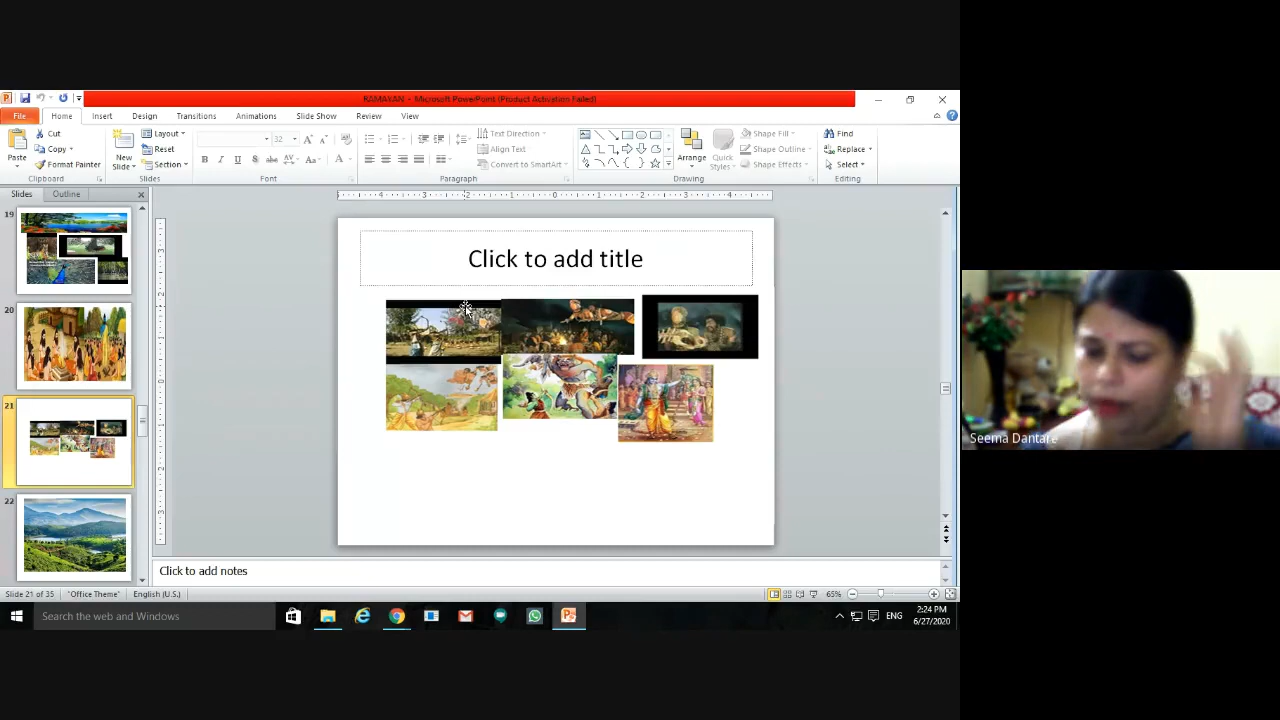 RAMAYAN - Microsoft PowerPoint (Product Activation Failed)
File Home Insert Design Transitions Animations Slide Show Review View
Cut Layout Text Direction Shape Fill Find
Copy Reset 32 Align Text Shape Outline Replace
Paste Format Painter New Slide Section Convert to SmartArt Arrange Quick Styles Shape Effects Select
Clipboard Slides Font Paragraph Drawing Editing
Slides Outline
19
20
21
22
Click to add title
Click to add notes
Slide 21 of 35 "Office Theme" English (U.S.) 65%
Search the web and Windows
ENG
2:24 PM
6/27/2020
Seema Dantare